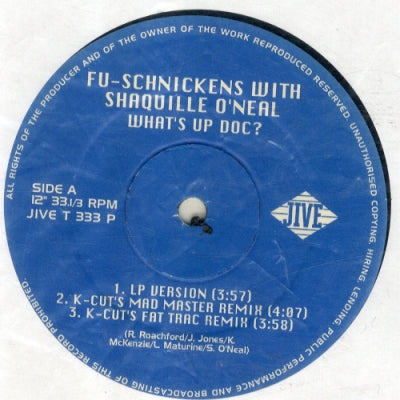 ALL RIGHTS OF THE PRODUCER AND OF THE OWNER OF THE WORK REPRODUCED RESERVED. UNAUTHORISED COPYING, HIRING, LENDING, PUBLIC PERFORMANCE AND BROADCASTING OF THIS RECORD PROHIBITED.
FU-SCHNICKENS WITH
SHAQUILLE O'NEAL
WHAT'S UP DOC?
SIDE A
12" 33.1/3 RPM
JIVE T 333 P
JIVE
1. LP VERSION (3:57)
2. K-CUT'S MAD MASTER REMIX (4:07)
3. K-CUT'S FAT TRAC REMIX (3:58)
(R. Roachford/J. Jones/K.
McKenzie/L. Maturine/S. O'Neal)